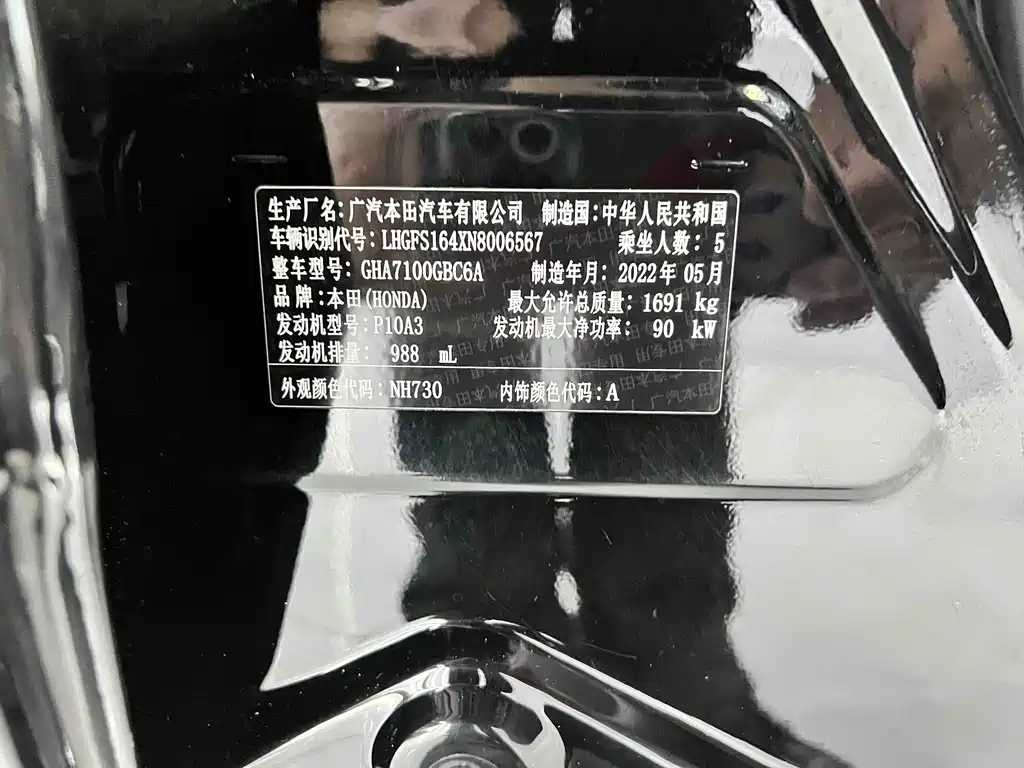 生产厂名：广汽本田汽车有限公司 制造国：中华人民共和国
车辆识别代号：LHGFS164XN8006567 乘坐人数：5
整车型号：GHA7100GBC6A 制造年月：2022年05月
品牌：本田(HONDA) 最大允许总质量：1691 kg
发动机型号：P10A3 发动机最大净功率：90 kW
发动机排量：988 mL
外观颜色代码：NH730 内饰颜色代码：A